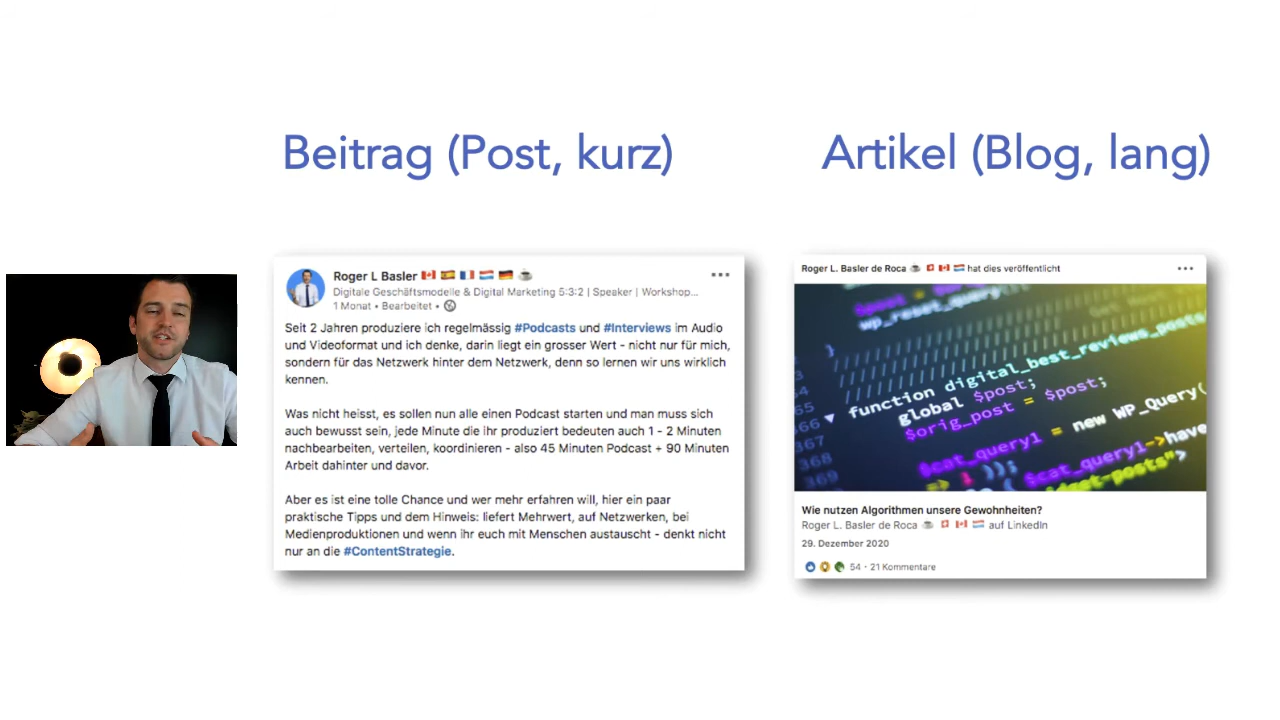 Beitrag (Post, kurz)
Artikel (Blog, lang)
Roger L Basler
Digitale Geschäftsmodelle & Digital Marketing 5:3:2 | Speaker | Workshop...
1 Monat • Bearbeitet •
Seit 2 Jahren produziere ich regelmässig #Podcasts und #Interviews im Audio
und Videoformat und ich denke, darin liegt ein grosser Wert - nicht nur für mich,
sondern für das Netzwerk hinter dem Netzwerk, denn so lernen wir uns wirklich
kennen.
Was nicht heisst, es sollen nun alle einen Podcast starten und man muss sich
auch bewusst sein, jede Minute die ihr produziert bedeuten auch 1 - 2 Minuten
nachbearbeiten, verteilen, koordinieren - also 45 Minuten Podcast + 90 Minuten
Arbeit dahinter und davor.
Aber es ist eine tolle Chance und wer mehr erfahren will, hier ein paar
praktische Tipps und dem Hinweis: liefert Mehrwert, auf Netzwerken, bei
Medienproduktionen und wenn ihr euch mit Menschen austauscht - denkt nicht
nur an die #ContentStrategie.
Roger L. Basler de Roca hat dies veröffentlicht
wp_reset_query();
}
function digital_best_reviews_posts(
global $post;
$orig_post = $post;
$cat_query1 = new WP_Query(
$cat_query1->have
366
367
368
369
Wie nutzen Algorithmen unsere Gewohnheiten?
Roger L. Basler de Roca auf LinkedIn
29. Dezember 2020
54 · 21 Kommentare